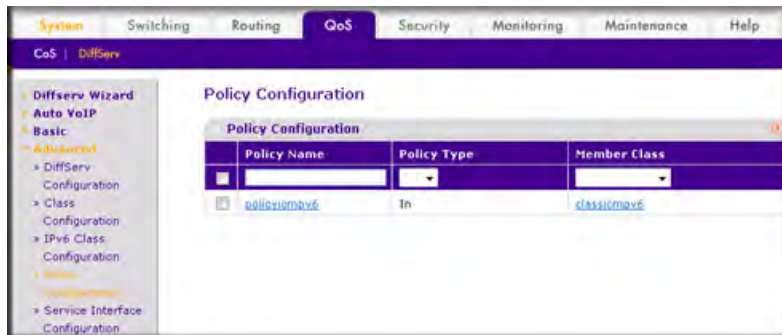 System Switching Routing QoS Security Monitoring Maintenance Help
CoS | DiffServ
Diffserv Wizard
Auto VoIP
Basic
Advanced
» DiffServ
Configuration
» Class
Configuration
» IPv6 Class
Configuration
» Policy
Configuration
» Service Interface
Configuration
Policy Configuration
Policy Configuration
Policy Name Policy Type Member Class
policyicmpv6 In classicmpv6